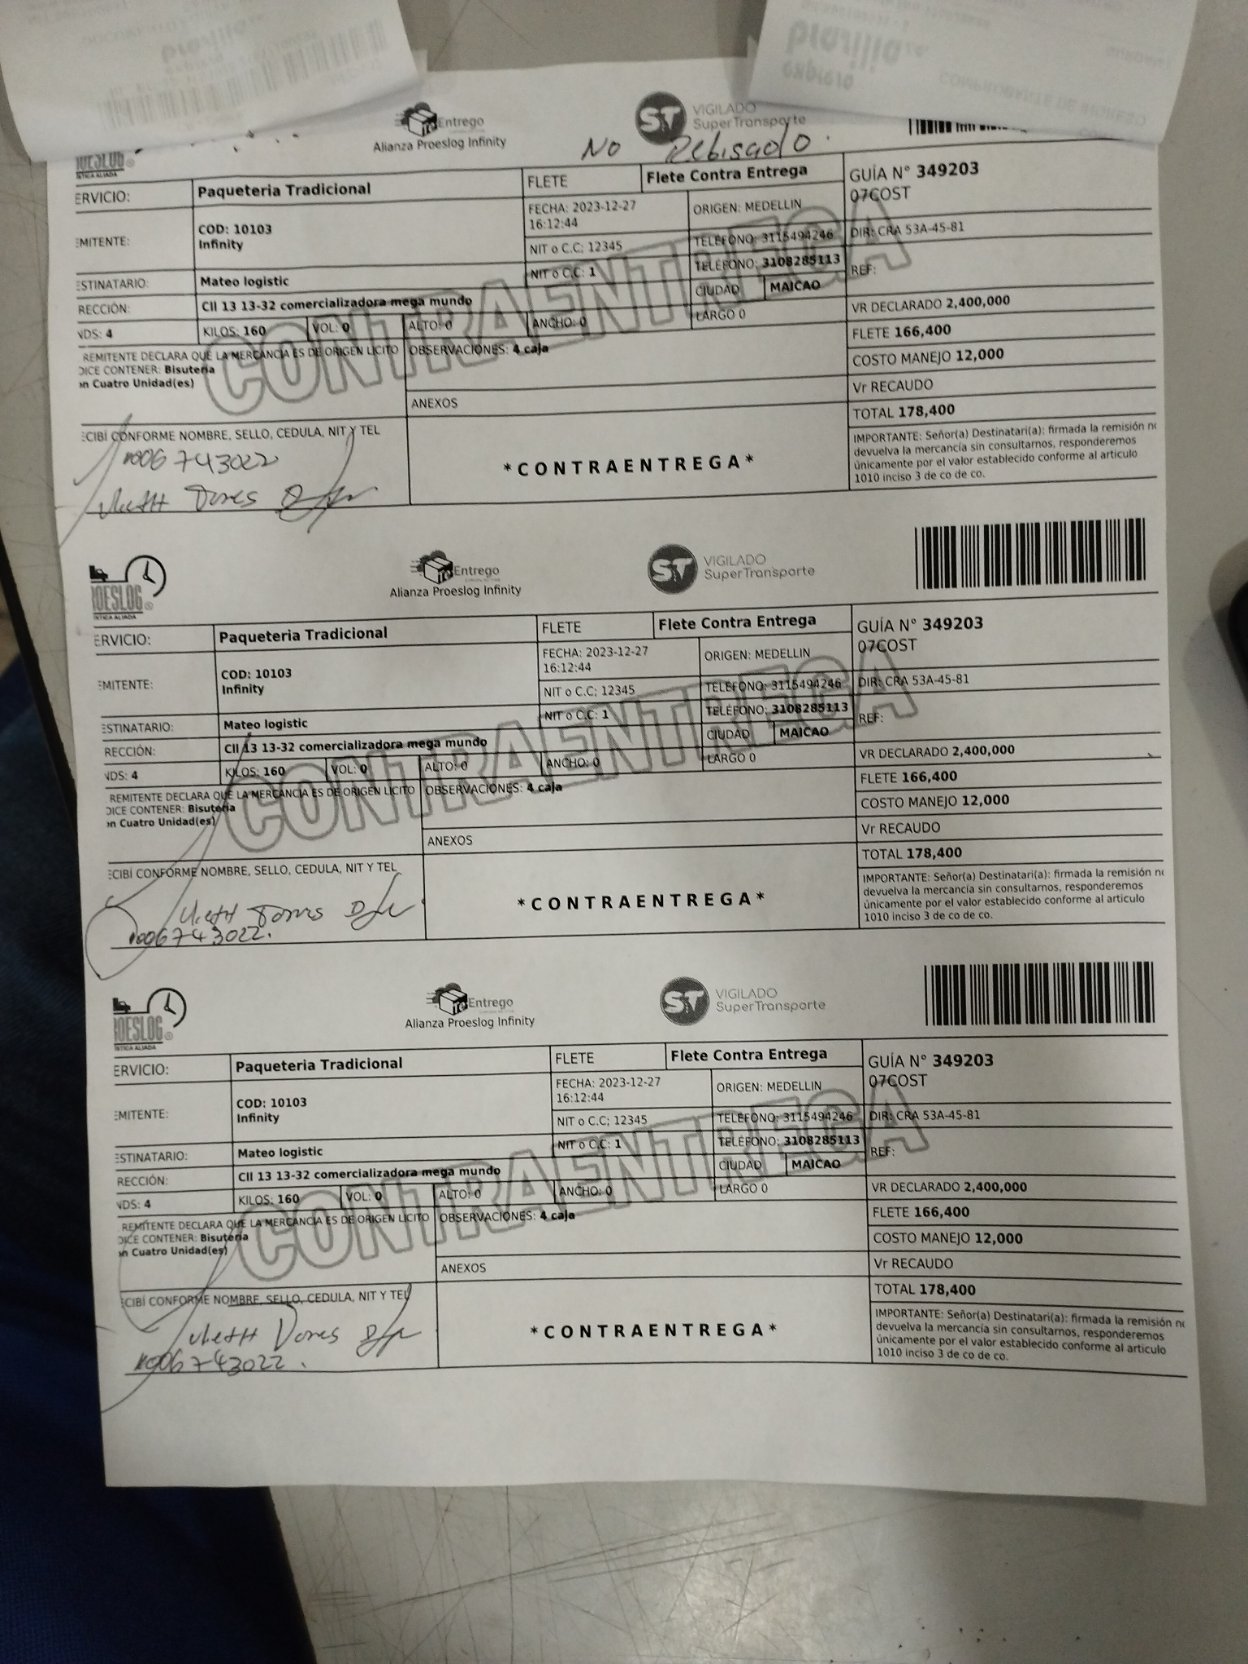 Entrego
Alianza Proeslog Infinity
ST VIGILADO
SuperTransporte
NO Rebisado.
ERVICIO: Paqueteria Tradicional FLETE Flete Contra Entrega GUÍA N° 349203
07COST
EMITENTE: COD: 10103
Infinity
FECHA: 2023-12-27
16:12:44
ORIGEN: MEDELLIN
NIT o C.C: 12345 TELÉFONO: 3115494246 DIR: CRA 53A-45-81
ESTINATARIO: Mateo logistic NIT o C.C: 1 TELÉFONO: 3108285113 REF:
RECCIÓN: Cll 13 13-32 comercializadora mega mundo CIUDAD MAICAO
NDS: 4 KILOS: 160 VOL: 0 ALTO: 0 ANCHO: 0 LARGO 0 VR DECLARADO 2,400,000
REMITENTE DECLARA QUE LA MERCANCIA ES DE ORIGEN LICITO OBSERVACIONES: 4 caja FLETE 166,400
DICE CONTENER: Bisuteria
n Cuatro Unidad(es)
COSTO MANEJO 12,000
Vr RECAUDO
ANEXOS
TOTAL 178,400
CONTRAENTREGA
ECIBÍ CONFORME NOMBRE, SELLO, CEDULA, NIT Y TEL
1006743022
*CONTRAENTREGA*
IMPORTANTE: Señor(a) Destinatari(a): firmada la remisión no
devuelva la mercancía sin consultarnos, responderemos
únicamente por el valor establecido conforme al articulo
1010 inciso 3 de co de co.
OESLOG®
STICA ALIADA
Entrego
Alianza Proeslog Infinity
ST VIGILADO
SuperTransporte
ERVICIO: Paqueteria Tradicional FLETE Flete Contra Entrega GUÍA N° 349203
07COST
EMITENTE: COD: 10103
Infinity
FECHA: 2023-12-27
16:12:44
ORIGEN: MEDELLIN
NIT o C.C: 12345 TELÉFONO: 3115494246 DIR: CRA 53A-45-81
ESTINATARIO: Mateo logistic NIT o C.C: 1 TELÉFONO: 3108285113 REF:
RECCIÓN: Cll 13 13-32 comercializadora mega mundo CIUDAD MAICAO
NDS: 4 KILOS: 160 VOL: 0 ALTO: 0 ANCHO: 0 LARGO 0 VR DECLARADO 2,400,000
REMITENTE DECLARA QUE LA MERCANCIA ES DE ORIGEN LICITO OBSERVACIONES: 4 caja FLETE 166,400
DICE CONTENER: Bisuteria
n Cuatro Unidad(es)
COSTO MANEJO 12,000
Vr RECAUDO
ANEXOS
TOTAL 178,400
CONTRAENTREGA
ECIBÍ CONFORME NOMBRE, SELLO, CEDULA, NIT Y TEL
1006743022.
*CONTRAENTREGA*
IMPORTANTE: Señor(a) Destinatari(a): firmada la remisión no
devuelva la mercancía sin consultarnos, responderemos
únicamente por el valor establecido conforme al articulo
1010 inciso 3 de co de co.
OESLOG®
STICA ALIADA
Entrego
Alianza Proeslog Infinity
ST VIGILADO
SuperTransporte
ERVICIO: Paqueteria Tradicional FLETE Flete Contra Entrega GUÍA N° 349203
07COST
EMITENTE: COD: 10103
Infinity
FECHA: 2023-12-27
16:12:44
ORIGEN: MEDELLIN
NIT o C.C: 12345 TELÉFONO: 3115494246 DIR: CRA 53A-45-81
ESTINATARIO: Mateo logistic NIT o C.C: 1 TELÉFONO: 3108285113 REF:
RECCIÓN: Cll 13 13-32 comercializadora mega mundo CIUDAD MAICAO
NDS: 4 KILOS: 160 VOL: 0 ALTO: 0 ANCHO: 0 LARGO 0 VR DECLARADO 2,400,000
REMITENTE DECLARA QUE LA MERCANCIA ES DE ORIGEN LICITO OBSERVACIONES: 4 caja FLETE 166,400
DICE CONTENER: Bisuteria
n Cuatro Unidad(es)
COSTO MANEJO 12,000
Vr RECAUDO
ANEXOS
TOTAL 178,400
CONTRAENTREGA
ECIBÍ CONFORME NOMBRE, SELLO, CEDULA, NIT Y TEL
1006743022.
*CONTRAENTREGA*
IMPORTANTE: Señor(a) Destinatari(a): firmada la remisión no
devuelva la mercancía sin consultarnos, responderemos
únicamente por el valor establecido conforme al articulo
1010 inciso 3 de co de co.